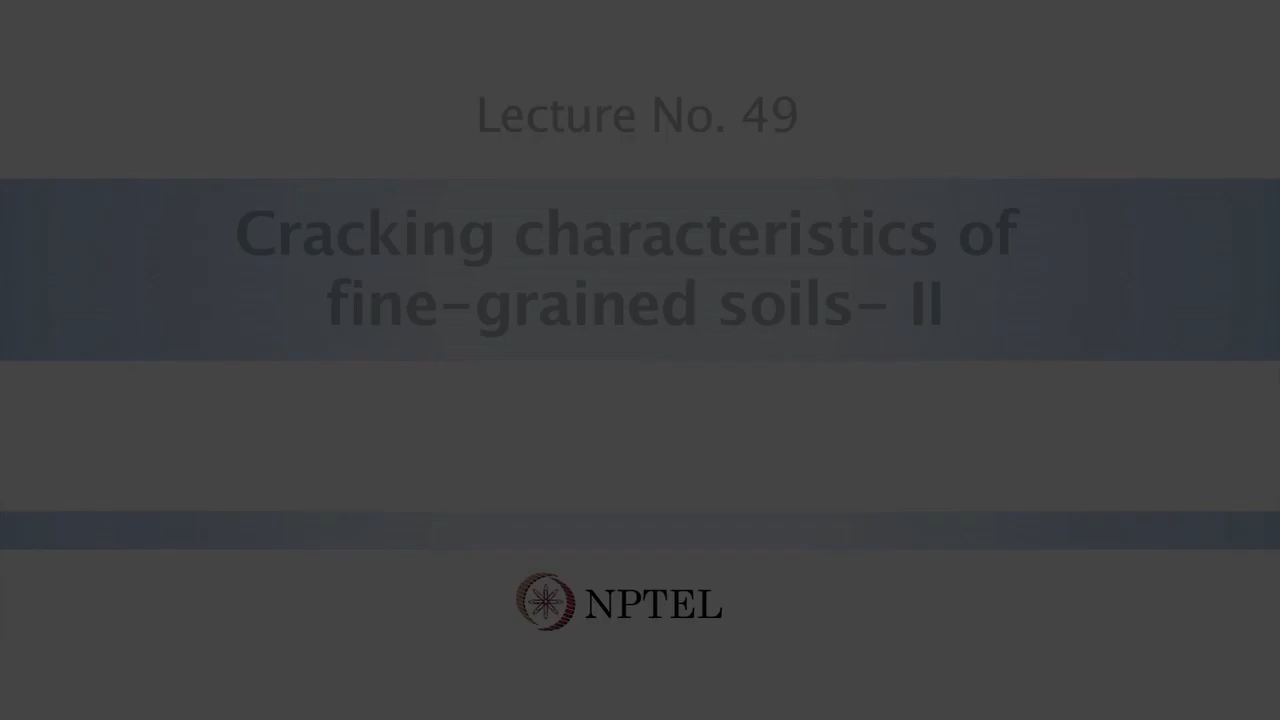 Lecture No. 49
Cracking characteristics of
fine-grained soils- II
NPTEL